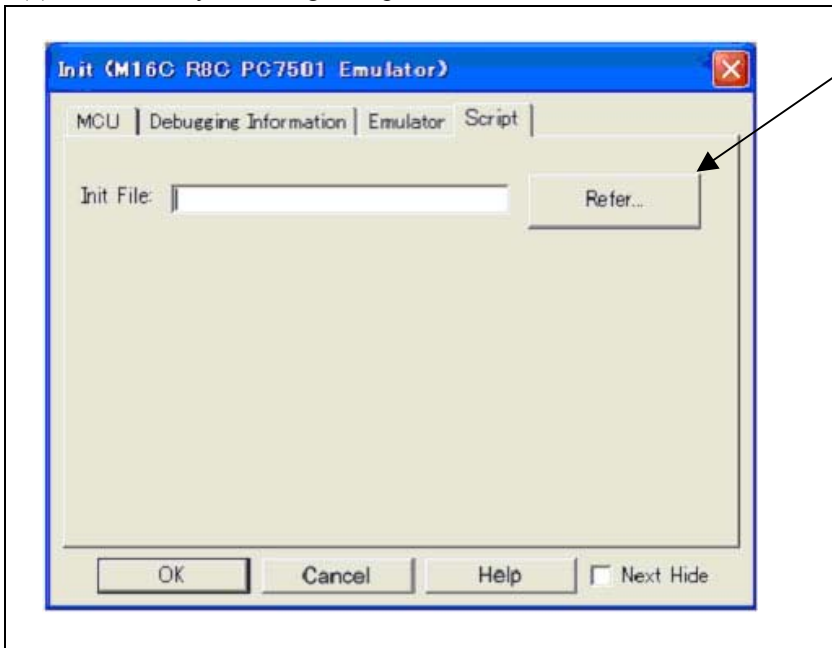 Init (M16C R8C PC7501 Emulator)
MCU Debugging Information Emulator Script
Init File: Refer...
OK Cancel Help Next Hide